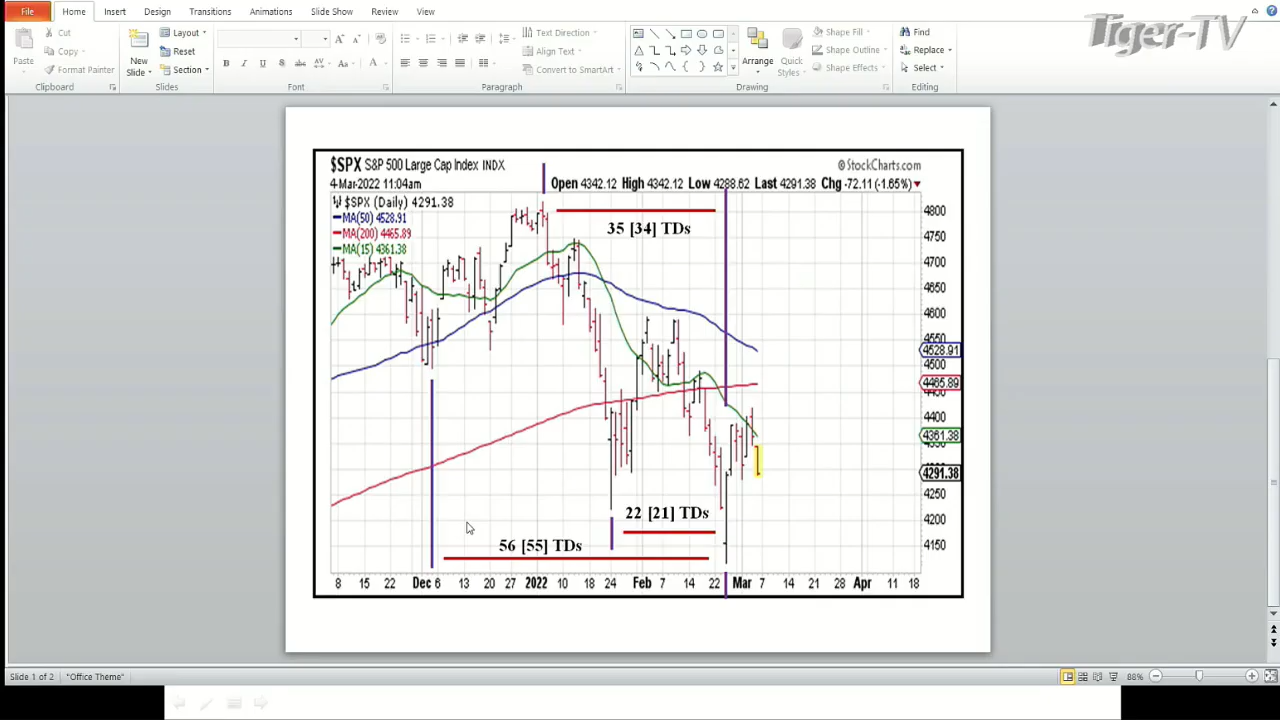 File Home Insert Design Transitions Animations Slide Show Review View
Tiger-TV
Cut
Copy
Format Painter
Paste
Clipboard
New Slide
Layout
Reset
Section
Slides
Font
Text Direction
Align Text
Convert to SmartArt
Paragraph
Arrange
Quick Styles
Shape Fill
Shape Outline
Shape Effects
Drawing
Find
Replace
Select
Editing
$SPX S&P 500 Large Cap Index INDX
©StockCharts.com
4-Mar-2022 11:04am
Open 4342.12 High 4342.12 Low 4288.62 Last 4291.38 Chg -72.11 (-1.65%)
$SPX (Daily) 4291.38
MA(50) 4528.91
MA(200) 4465.89
MA(15) 4361.38
35 [34] TDs
22 [21] TDs
56 [55] TDs
4800
4750
4700
4650
4600
4550
4528.91
4500
4465.89
4450
4400
4361.38
4350
4291.38
4250
4200
4150
8 15 22 Dec 6 13 20 27 2022 10 18 24 Feb 7 14 22 Mar 7 14 21 28 Apr 11 18
Slide 1 of 2 "Office Theme" 88%